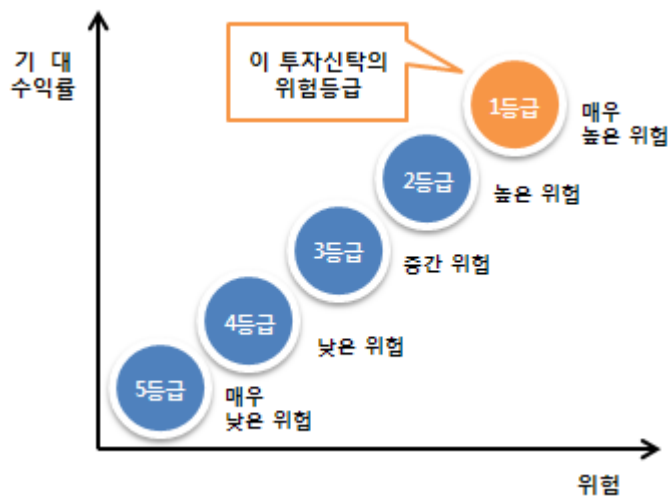 기 대
수익률
이 투자신탁의
위험등급
1등급
매우
높은 위험
2등급
높은 위험
3등급
중간 위험
4등급
낮은 위험
5등급
매우
낮은 위험
위험